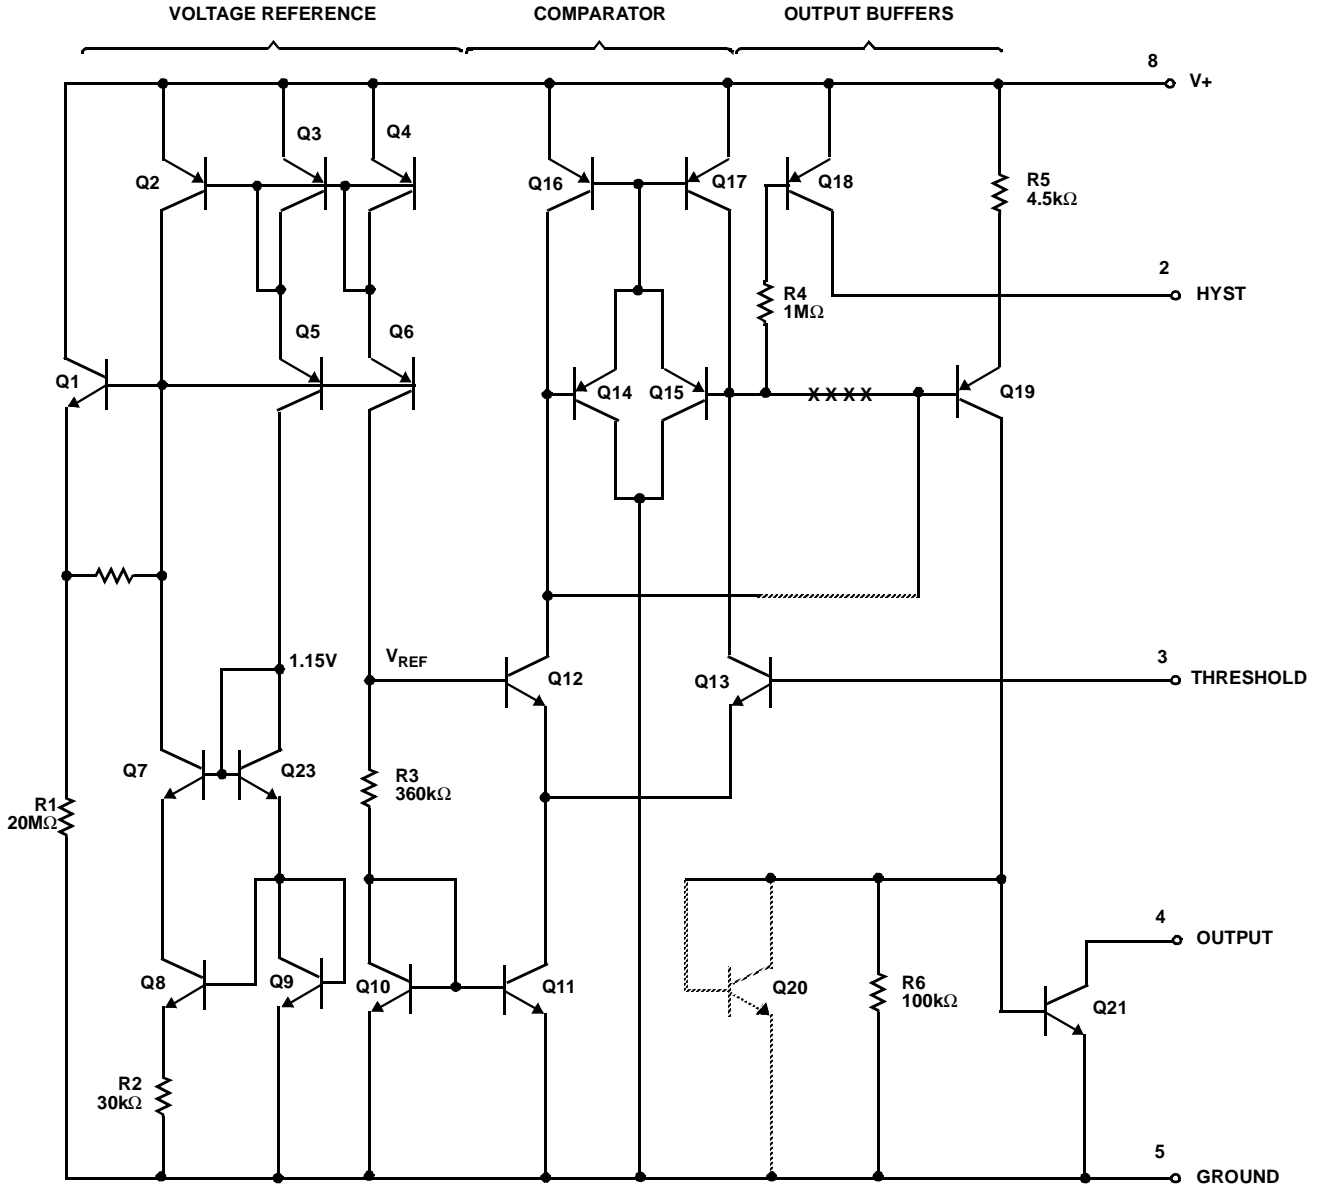 VOLTAGE REFERENCE
COMPARATOR
OUTPUT BUFFERS
8
V+
Q3
Q4
Q2
Q16
Q17
Q18
R5
4.5kΩ
2
HYST
R4
1MΩ
Q5
Q6
Q1
Q14
Q15
X X X X
Q19
1.15V
VREF
Q12
Q13
3
THRESHOLD
Q7
Q23
R3
360kΩ
R1
20MΩ
4
OUTPUT
Q8
Q9
Q10
Q11
Q20
R6
100kΩ
Q21
R2
30kΩ
5
GROUND